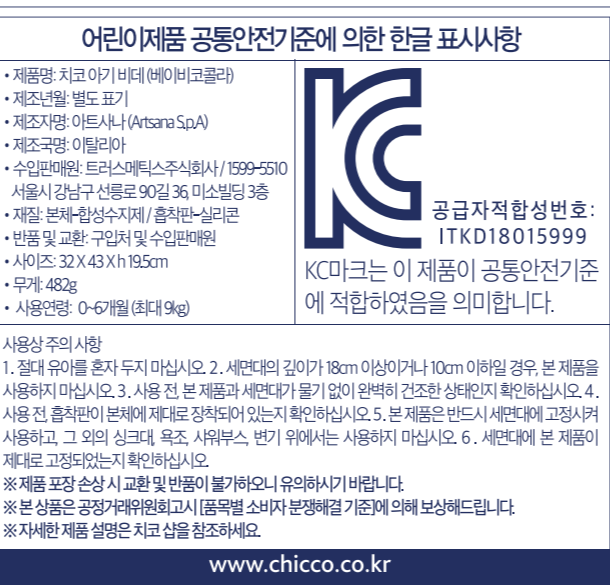 어린이제품 공통안전기준에 의한 한글 표시사항
• 제품명: 치코 아기 비데 (베이비코콜라)
• 제조년월: 별도 표기
• 제조자명: 아트사나 (Artsana S.p.A)
• 제조국명: 이탈리아
• 수입판매원: 트러스메틱스주식회사 / 1599-5510
서울시 강남구 선릉로 90길 36, 미소빌딩 3층
• 재질: 본체-합성수지제 / 흡착판-실리콘
• 반품 및 교환: 구입처 및 수입판매원
• 사이즈: 32 X 43 X h 19.5cm
• 무게: 482g
• 사용연령: 0~6개월 (최대 9kg)
KC
공급자적합성번호:
ITKD18015999
KC마크는 이 제품이 공통안전기준
에 적합하였음을 의미합니다.
사용상 주의 사항
1. 절대 유아를 혼자 두지 마십시오. 2. 세면대의 깊이가 18cm 이상이거나 10cm 이하일 경우, 본 제품을
사용하지 마십시오. 3. 사용 전, 본 제품과 세면대가 물기 없이 완벽히 건조한 상태인지 확인하십시오. 4.
사용 전, 흡착판이 본체에 제대로 장착되어 있는지 확인하십시오. 5. 본 제품은 반드시 세면대에 고정시켜
사용하고, 그 외의 싱크대, 욕조, 샤워부스, 변기 위에서는 사용하지 마십시오. 6. 세면대에 본 제품이
제대로 고정되었는지 확인하십시오.
※ 제품 포장 손상 시 교환 및 반품이 불가하오니 유의하시기 바랍니다.
※ 본 상품은 공정거래위원회고시 [품목별 소비자 분쟁해결 기준]에 의해 보상해드립니다.
※ 자세한 제품 설명은 치코 샵을 참조하세요.
www.chicco.co.kr